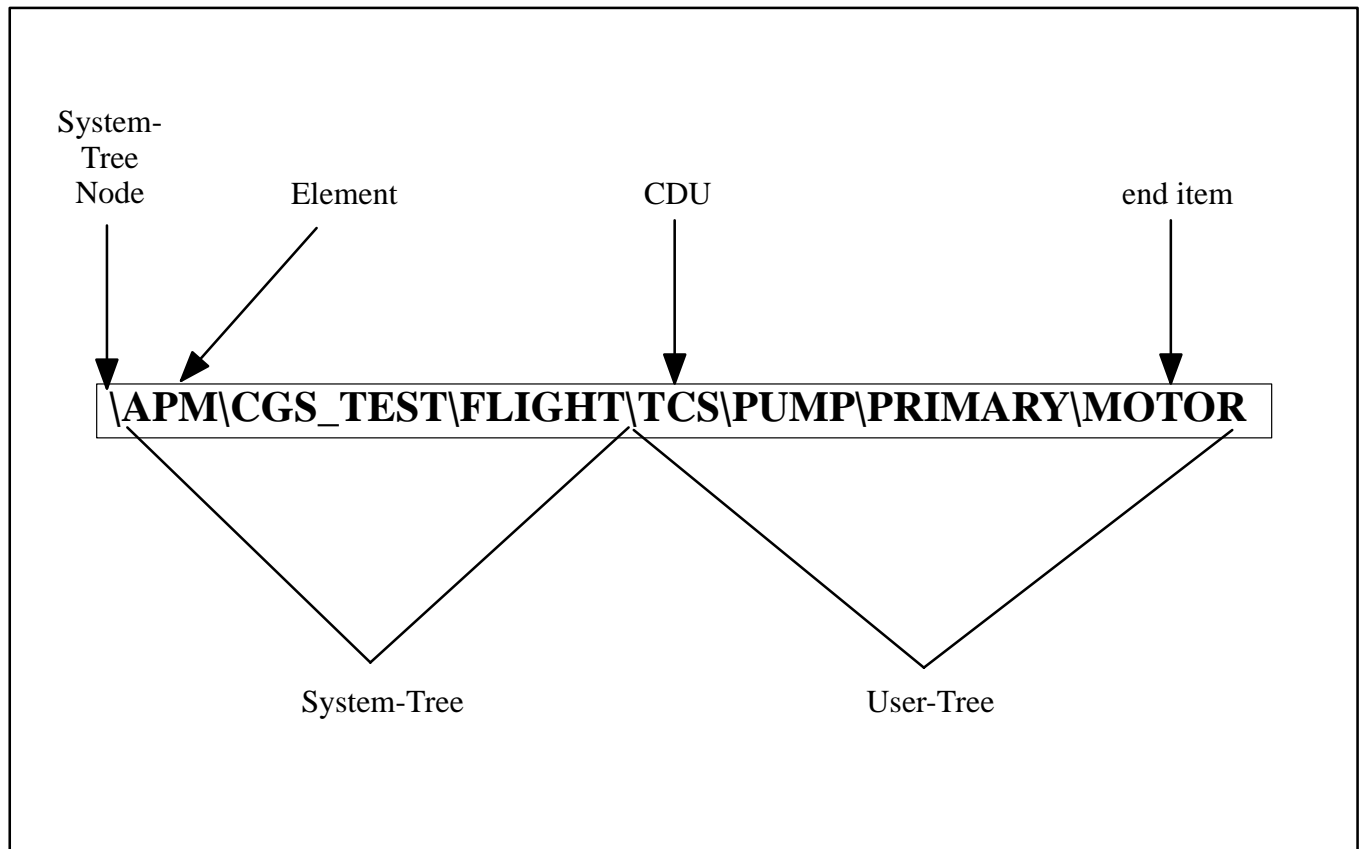 System-
Tree
Node
Element
CDU
end item
\APM\CGS_TEST\FLIGHT\TCS\PUMP\PRIMARY\MOTOR
System-Tree
User-Tree